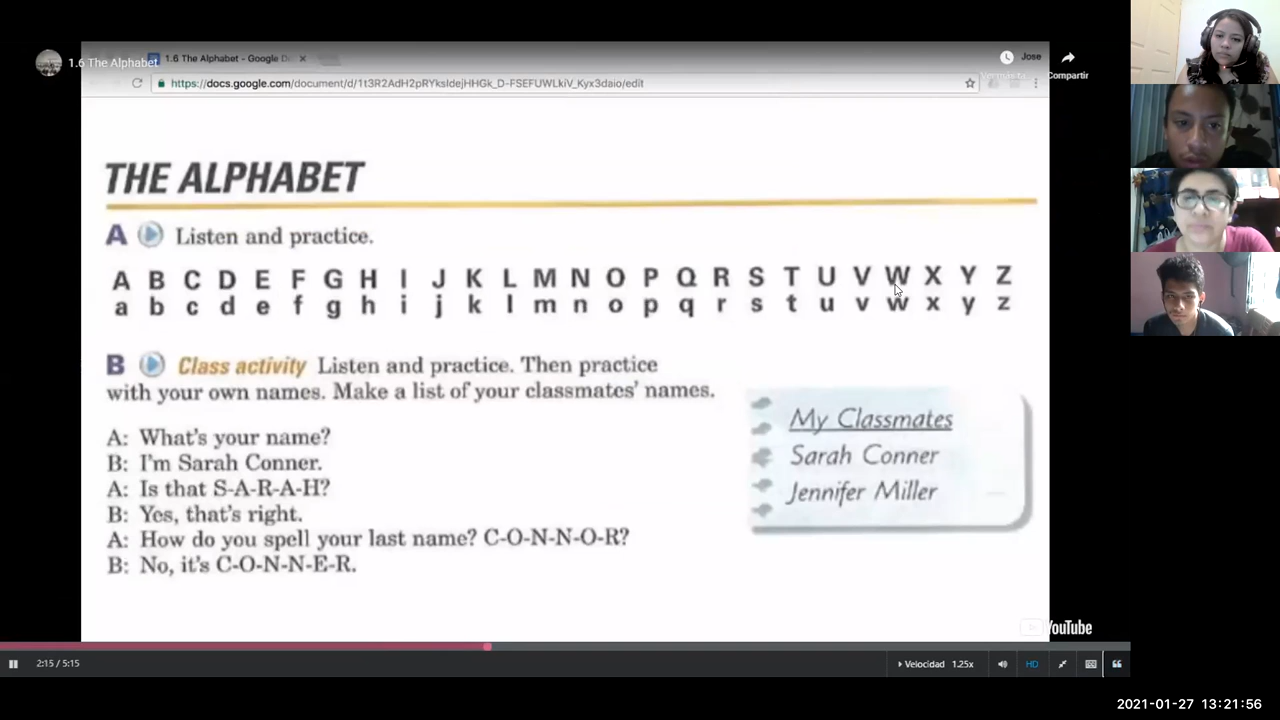 1.6 The Alphabet - Google D
1.6 The Alphabet
Jose
Compartir
https://docs.google.com/document/d/1t3R2AdH2pRYksIdejHHGk_D-FSEFUWLkiV_Kyx3daio/edit
THE ALPHABET
A Listen and practice.
A B C D E F G H I J K L M N O P Q R S T U V W X Y Z
a b c d e f g h i j k l m n o p q r s t u v w x y z
B Class activity Listen and practice. Then practice
with your own names. Make a list of your classmates' names.
A: What's your name?
B: I'm Sarah Conner.
A: Is that S-A-R-A-H?
B: Yes, that's right.
A: How do you spell your last name? C-O-N-N-O-R?
B: No, it's C-O-N-N-E-R.
My Classmates
Sarah Conner
Jennifer Miller
YouTube
2:15 / 5:15
Velocidad 1.25x
HD
2021-01-27 13:21:56